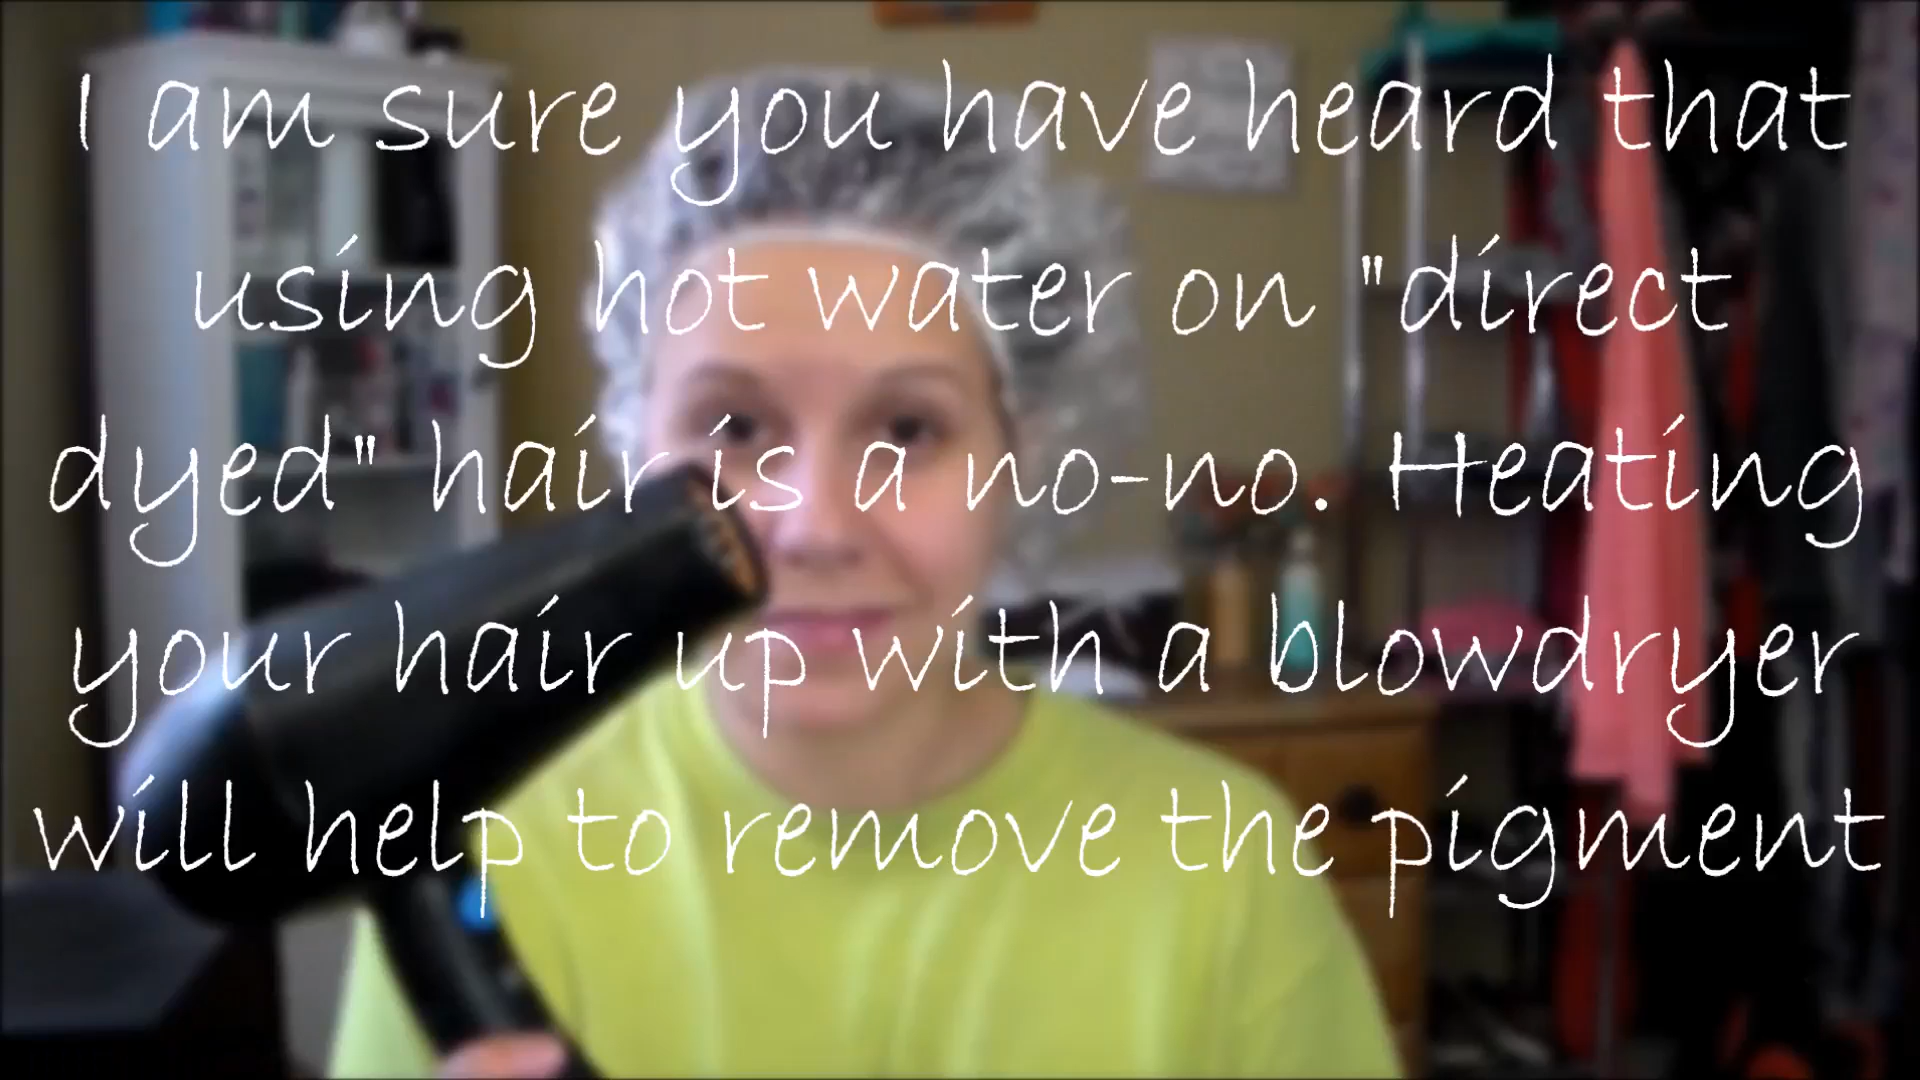 I am sure you have heard that
using hot water on "direct
dyed" hair is a no-no. Heating
your hair up with a blowdryer
will help to remove the pigment